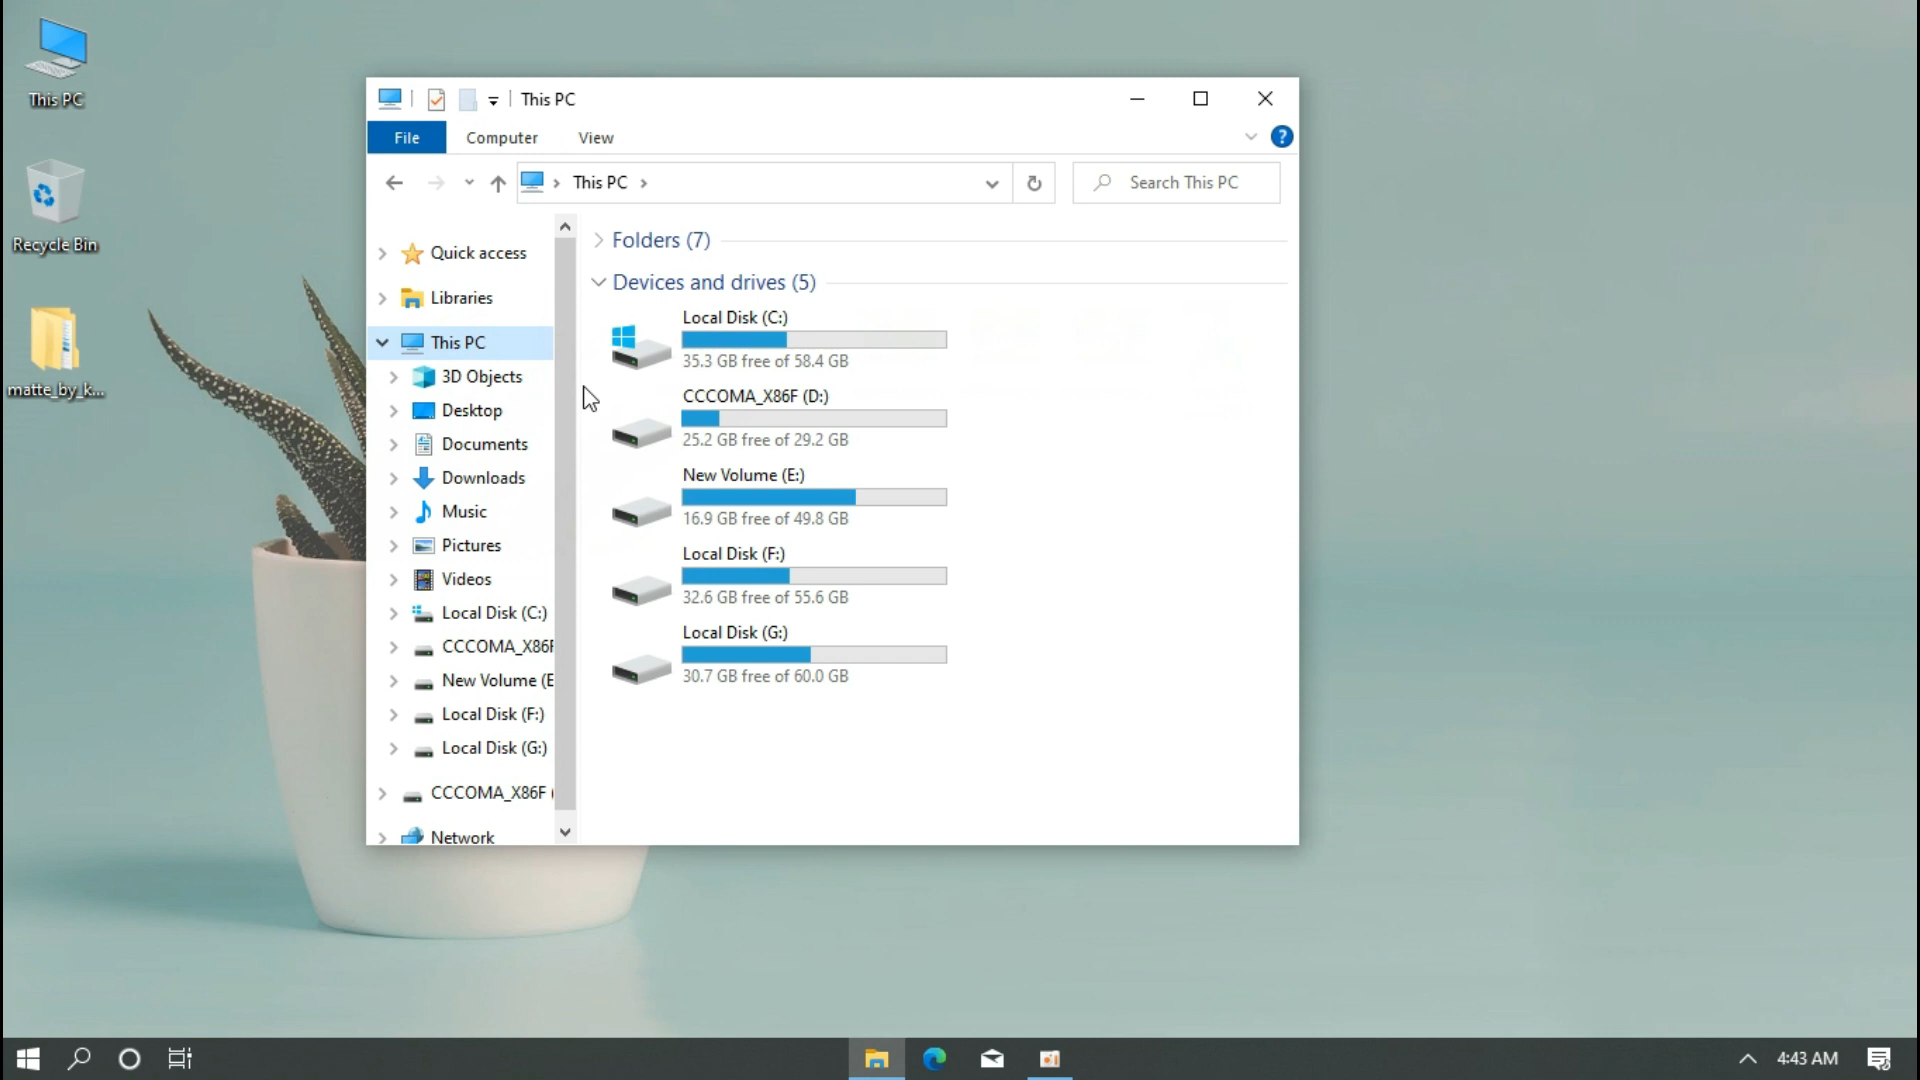 This PC
Recycle Bin
matte_by_k...
This PC
File
Computer
View
?
This PC
Search This PC
Quick access
Libraries
This PC
3D Objects
Desktop
Documents
Downloads
Music
Pictures
Videos
Local Disk (C:)
CCCOMA_X86F
New Volume (E
Local Disk (F:)
Local Disk (G:)
CCCOMA_X86F (
Network
Folders (7)
Devices and drives (5)
Local Disk (C:)
35.3 GB free of 58.4 GB
CCCOMA_X86F (D:)
25.2 GB free of 29.2 GB
New Volume (E:)
16.9 GB free of 49.8 GB
Local Disk (F:)
32.6 GB free of 55.6 GB
Local Disk (G:)
30.7 GB free of 60.0 GB
4:43 AM